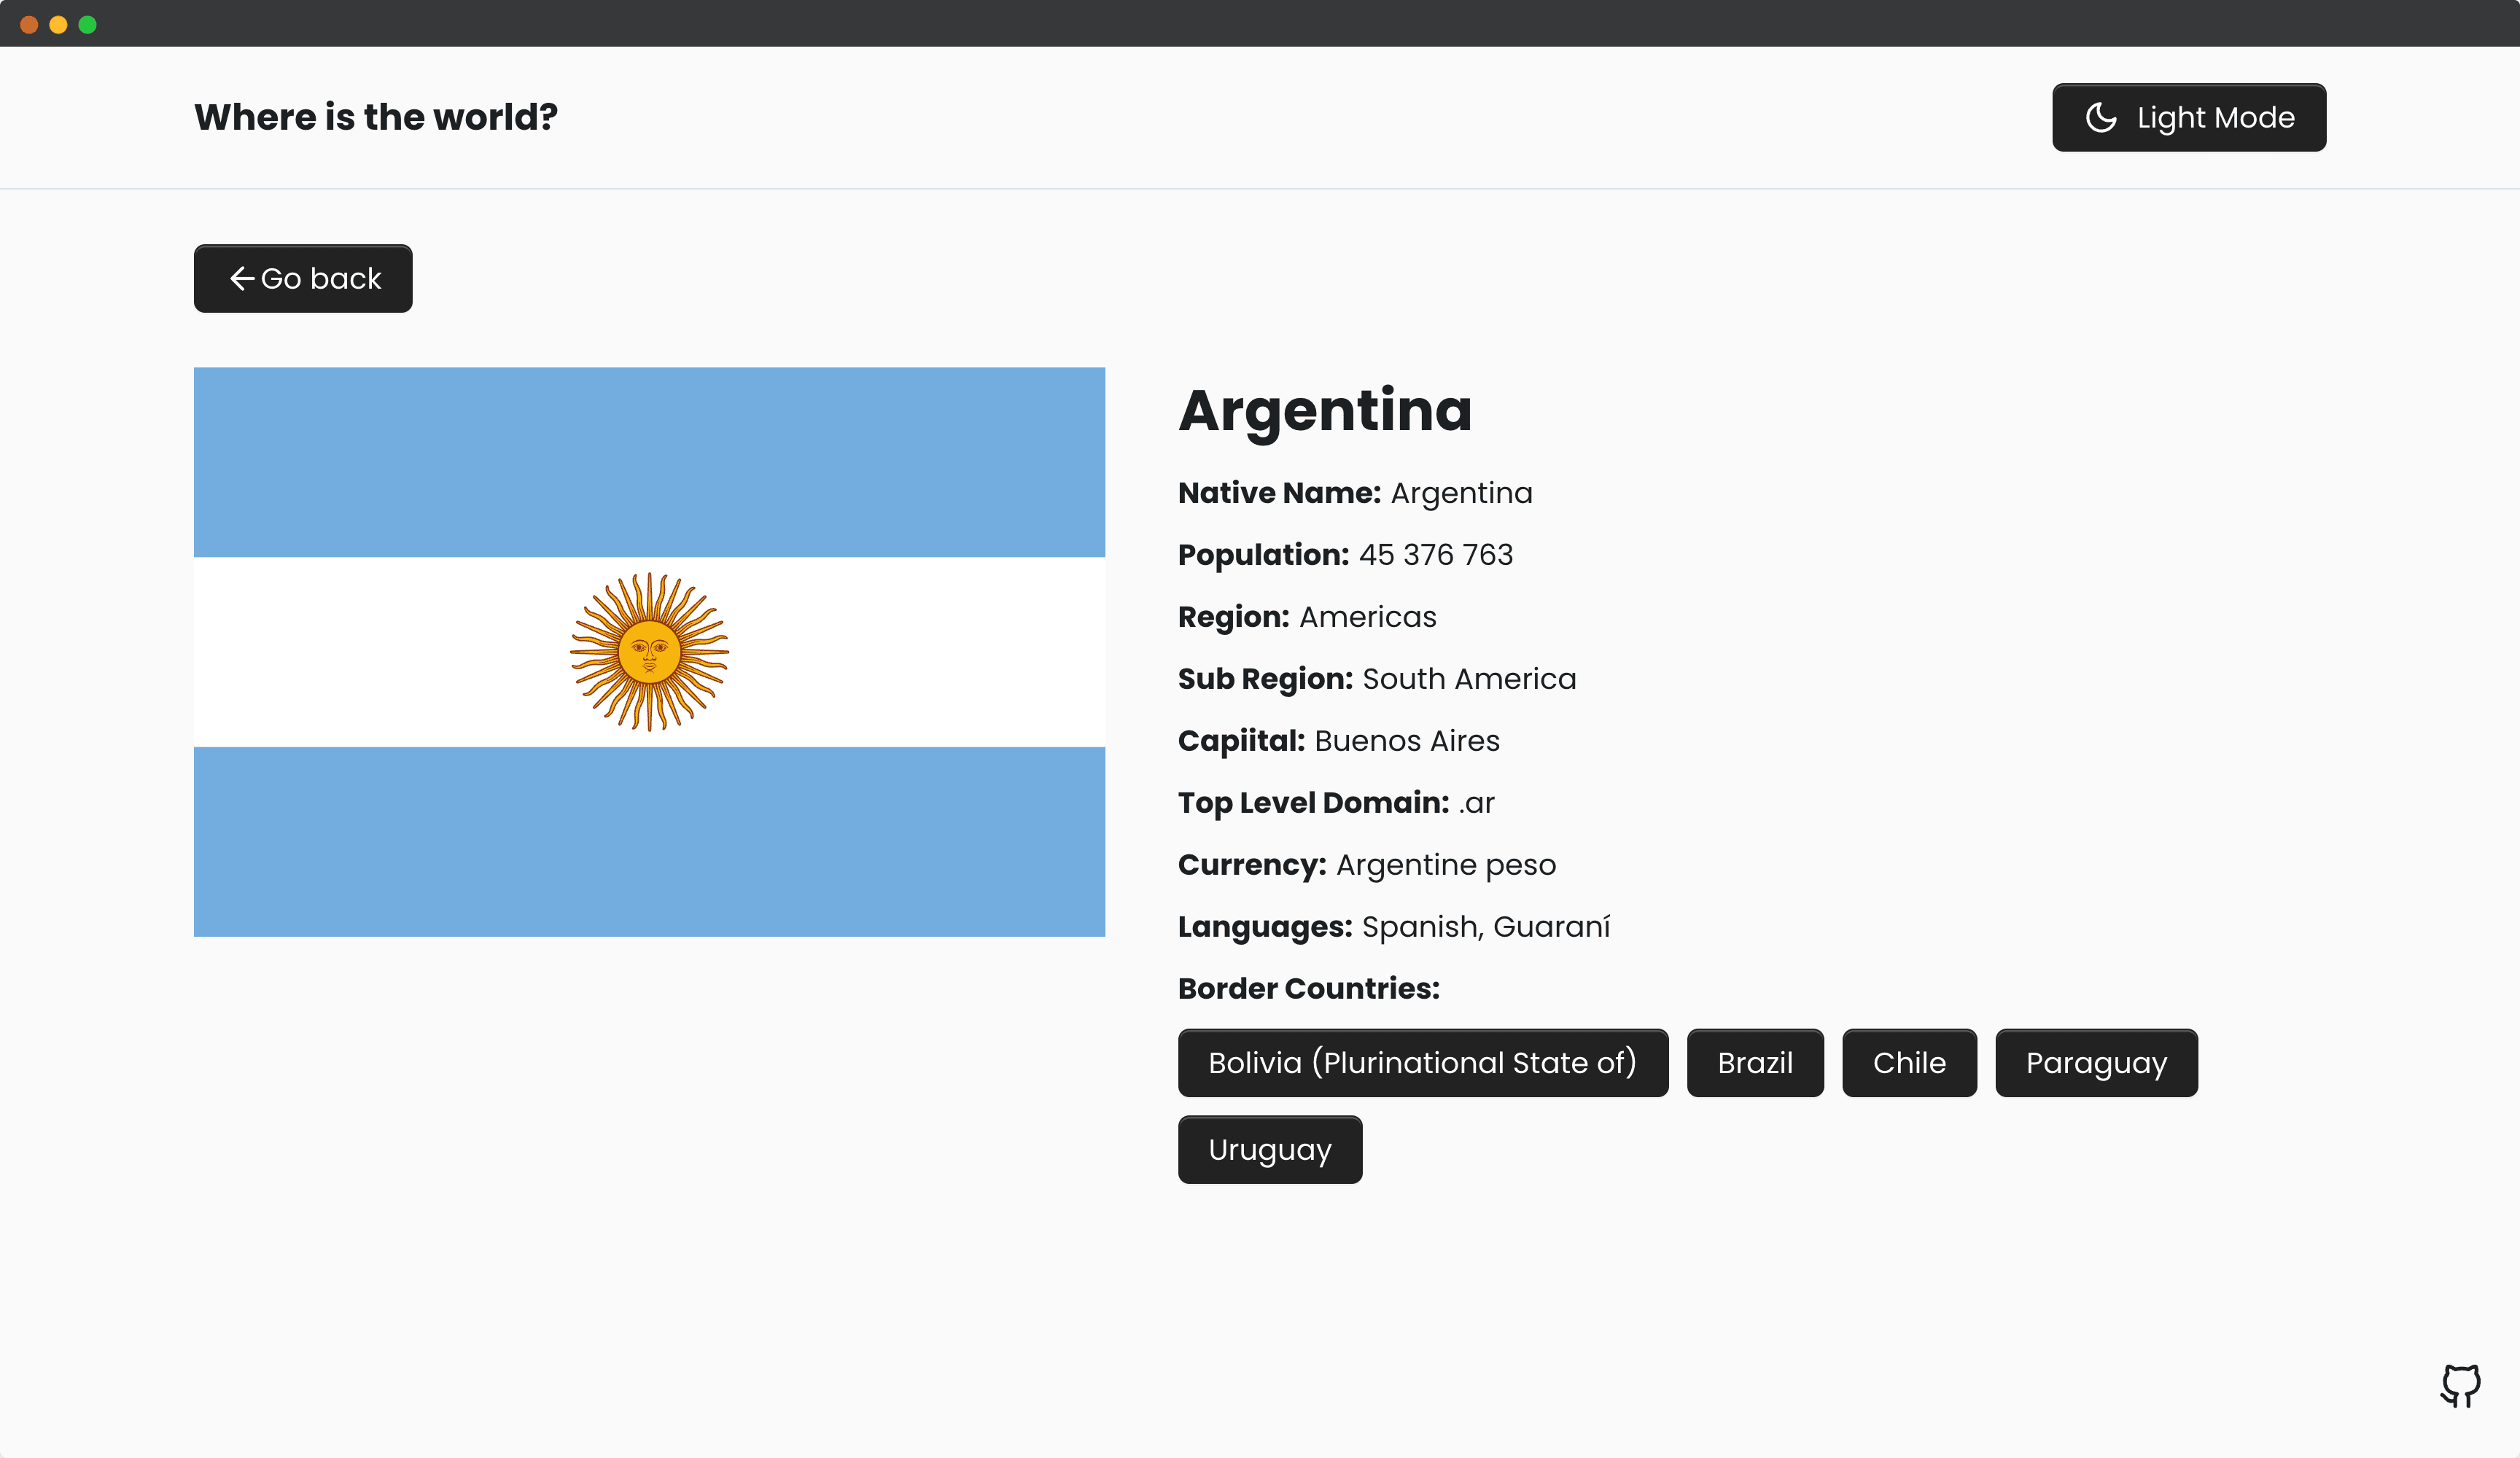 Where is the world?
Light Mode
Go back
Argentina
Native Name: Argentina
Population: 45 376 763
Region: Americas
Sub Region: South America
Capiital: Buenos Aires
Top Level Domain: .ar
Currency: Argentine peso
Languages: Spanish, Guaraní
Border Countries:
Bolivia (Plurinational State of) Brazil Chile Paraguay
Uruguay